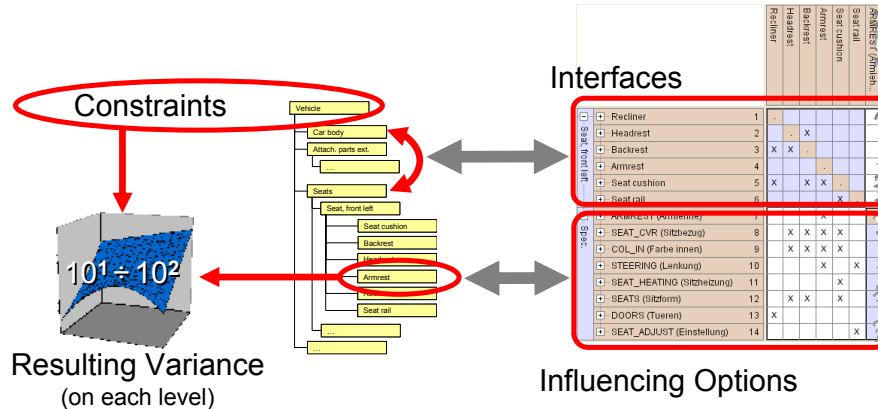 Constraints
Vehicle
Car body
Attach. parts ext.
...
Seats
Seat, front left
Seat cushion
Backrest
Headrest
Armrest
Seat rail
...
...
10¹ ÷ 10²
Resulting Variance
(on each level)
Interfaces
Recliner
Headrest
Backrest
Armrest
Seat cushion
Seat rail
ARMREST (Armleh...
Seat, front left
Recliner 1 .
Headrest 2 . X
Backrest 3 X X .
Armrest 4 .
Seat cushion 5 X X X .
Seat rail 6 X .
Spec.
ARMREST (Armlehne) 7 X
SEAT_CVR (Sitzbezug) 8 X X X X
COL_IN (Farbe innen) 9 X X X X
STEERING (Lenkung) 10 X X
SEAT_HEATING (Sitzheizung) 11 X
SEATS (Sitzform) 12 X X X
DOORS (Tueren) 13 X
SEAT_ADJUST (Einstellung) 14 X
Influencing Options